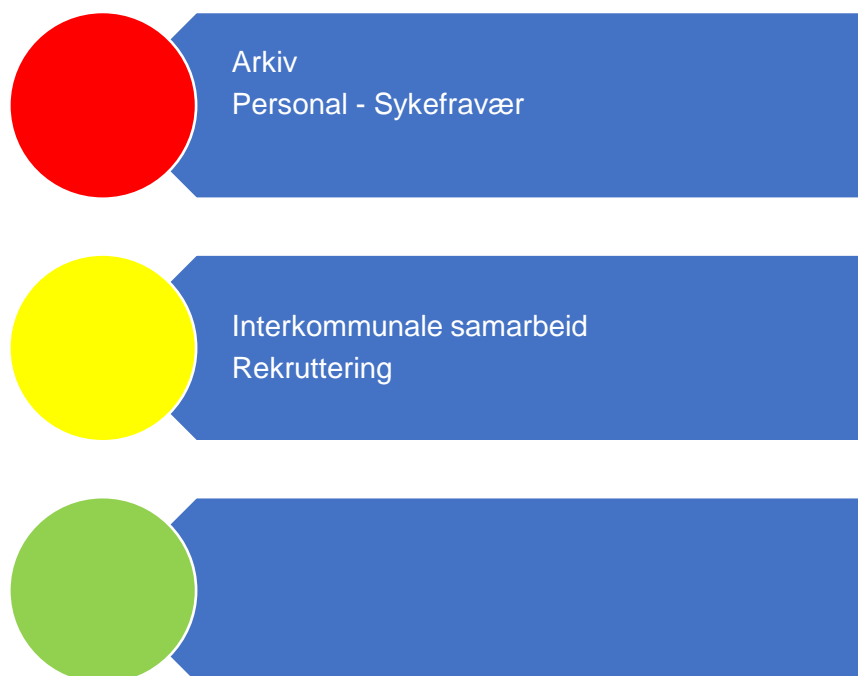 Arkiv
Personal - Sykefravær
Interkommunale samarbeid
Rekruttering